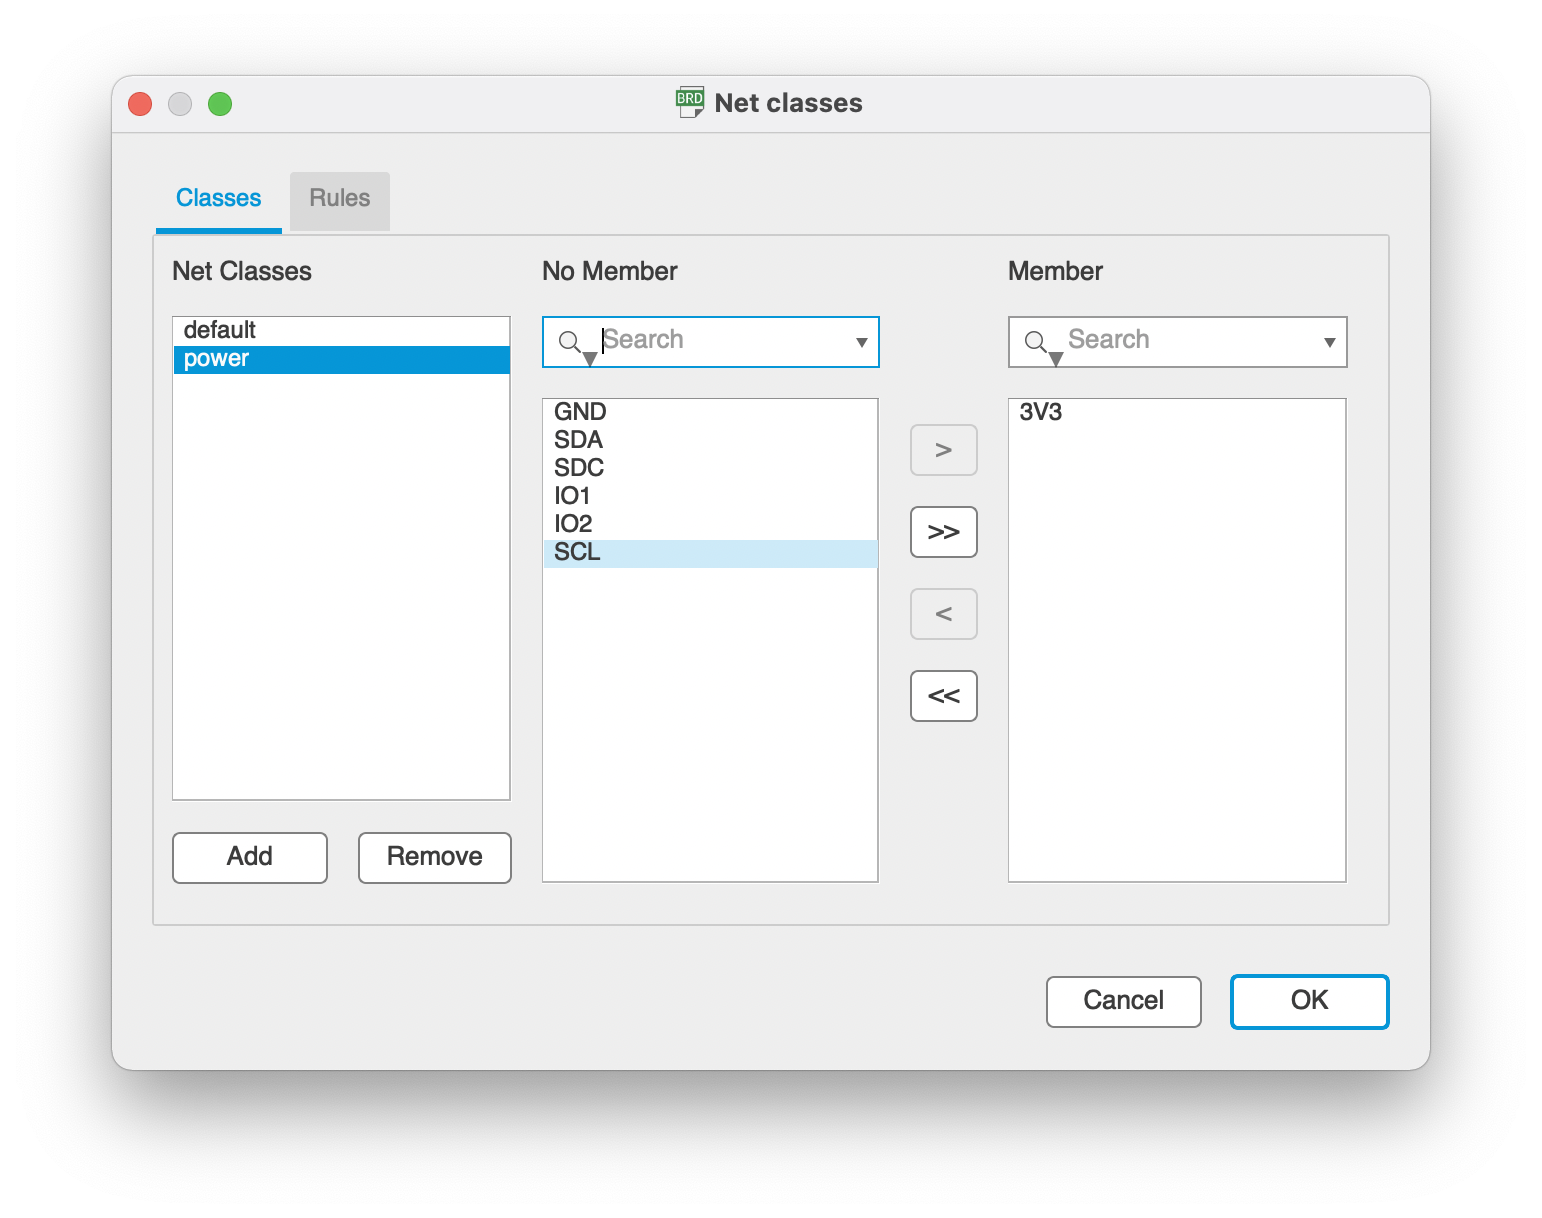 BRD Net classes
Classes
Rules
Net Classes
default
power
Add
Remove
No Member
Search
GND
SDA
SDC
IO1
IO2
SCL
>
>>
<
<<
Member
Search
3V3
Cancel
OK